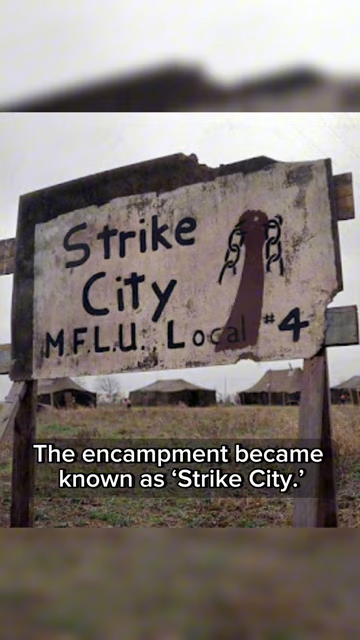 Strike
City
M.F.L.U. Local #4
The encampment became
known as ‘Strike City.’